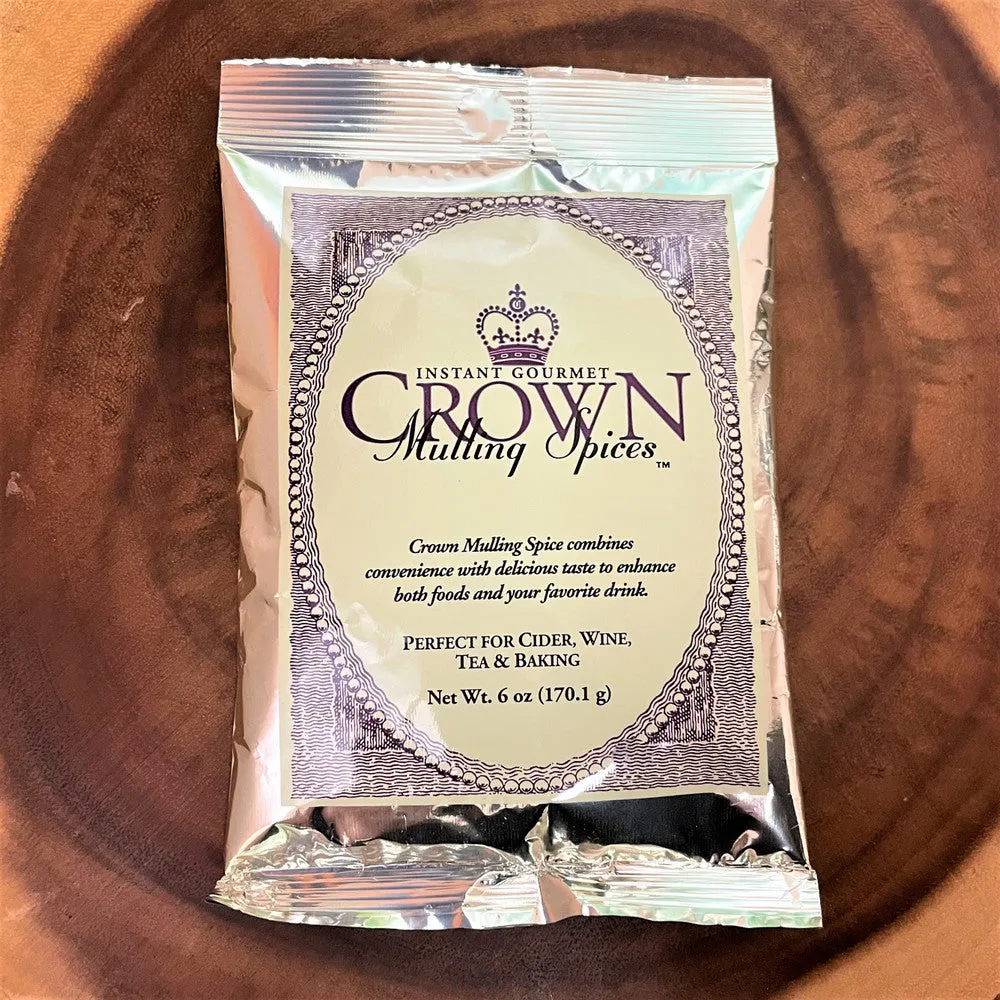 INSTANT GOURMET
CROWN
Mulling Spices™
Crown Mulling Spice combines
convenience with delicious taste to enhance
both foods and your favorite drink.
PERFECT FOR CIDER, WINE,
TEA & BAKING
Net Wt. 6 oz (170.1 g)